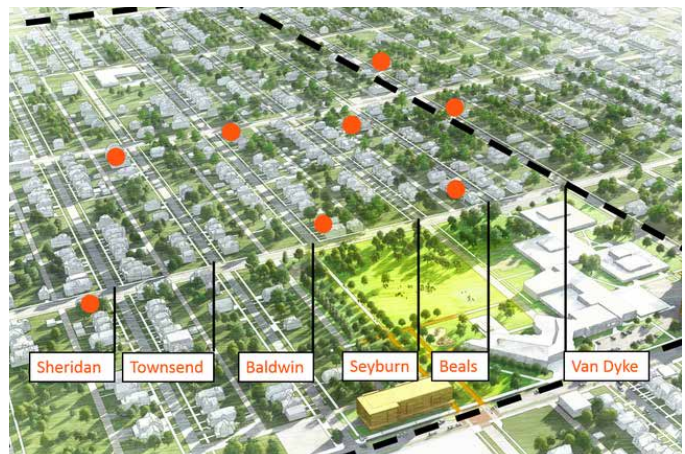 Sheridan
Townsend
Baldwin
Seyburn
Beals
Van Dyke